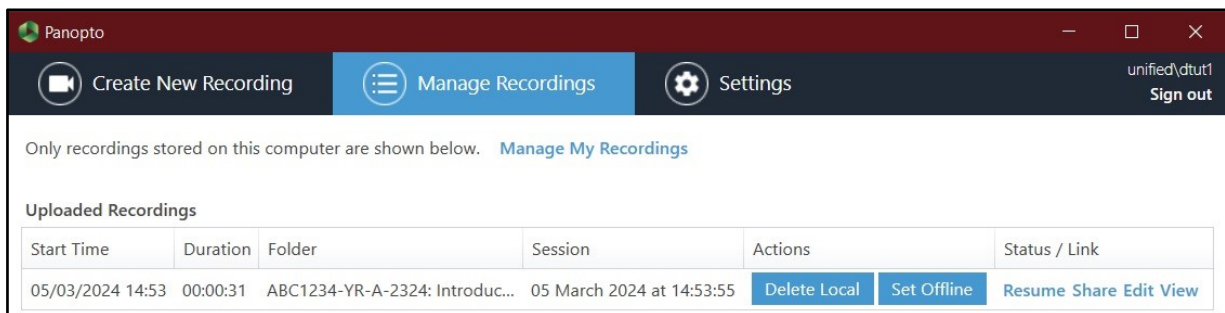 Panopto
Create New Recording Manage Recordings Settings unified\dtut1
Sign out
Only recordings stored on this computer are shown below. Manage My Recordings
Uploaded Recordings
Start Time Duration Folder Session Actions Status / Link
05/03/2024 14:53 00:00:31 ABC1234-YR-A-2324: Introduc... 05 March 2024 at 14:53:55 Delete Local Set Offline Resume Share Edit View